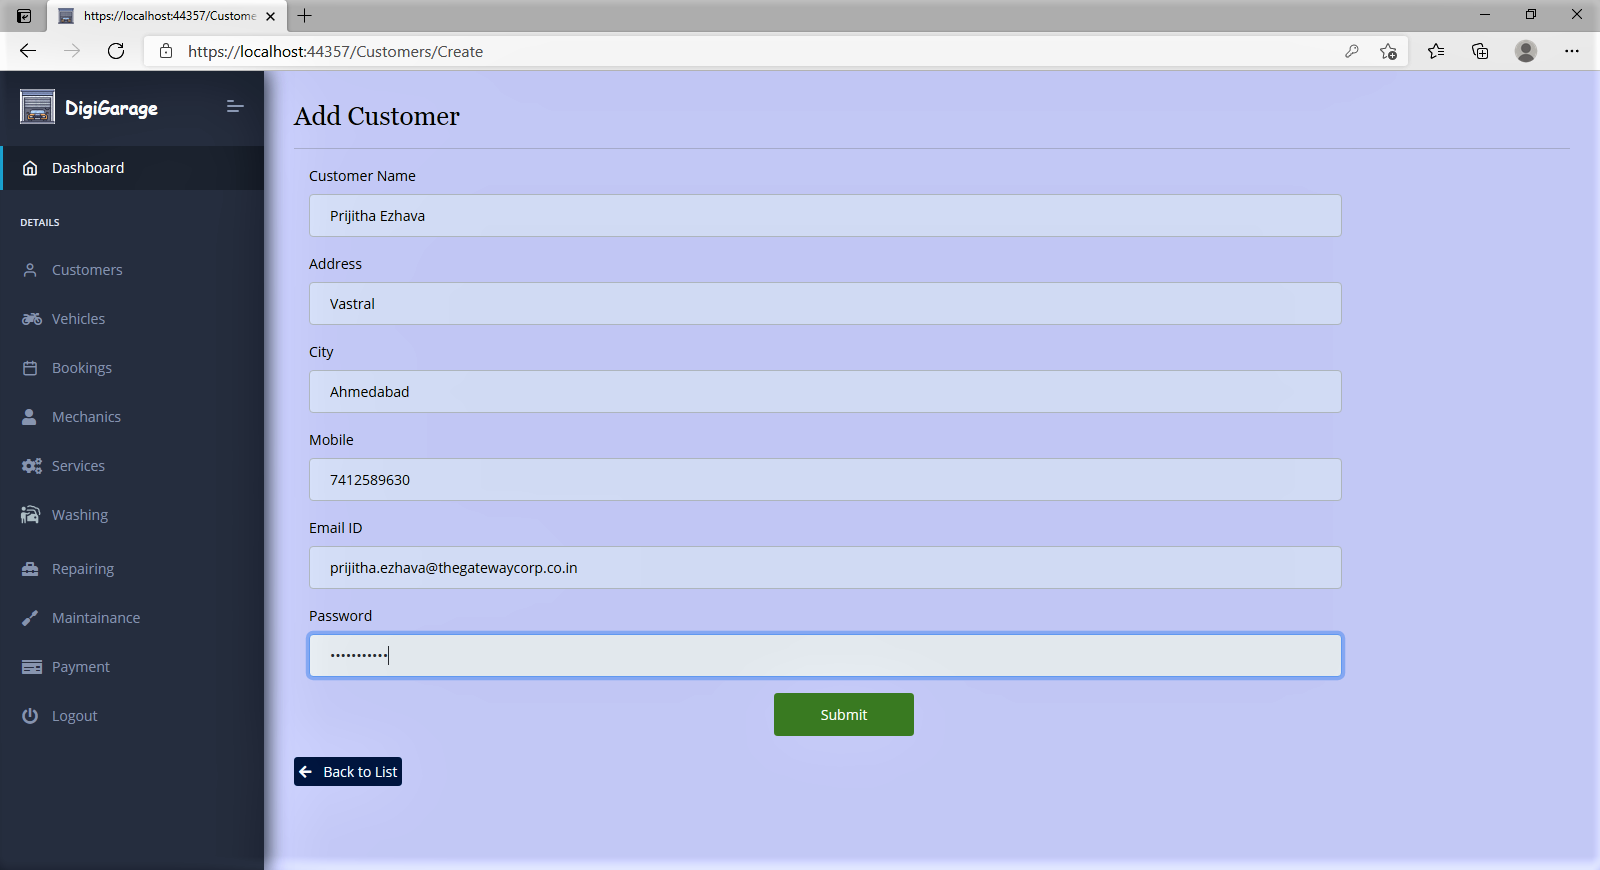 https://localhost:44357/Custome
https://localhost:44357/Customers/Create
DigiGarage
Dashboard
DETAILS
Customers
Vehicles
Bookings
Mechanics
Services
Washing
Repairing
Maintainance
Payment
Logout
Add Customer
Customer Name
Prijitha Ezhava
Address
Vastral
City
Ahmedabad
Mobile
7412589630
Email ID
prijitha.ezhava@thegatewaycorp.co.in
Password
•••••••••••
Submit
Back to List